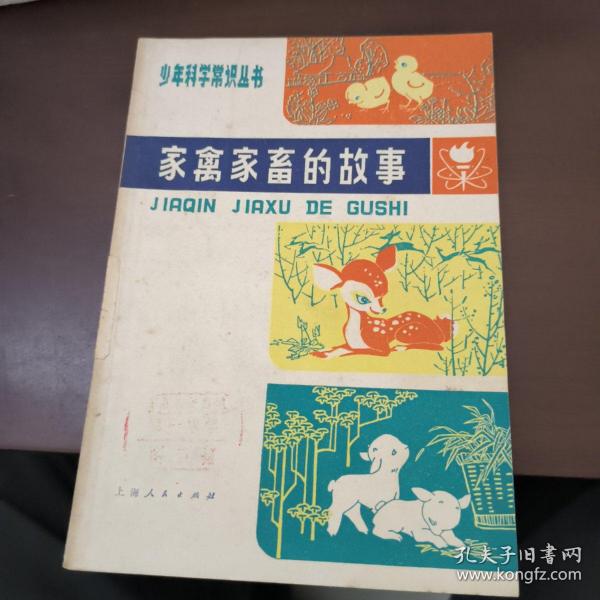 少年科学常识丛书
家禽家畜的故事
JIAQIN JIAXU DE GUSHI
上海人民出版社
孔夫子旧书网
www.kongfz.com